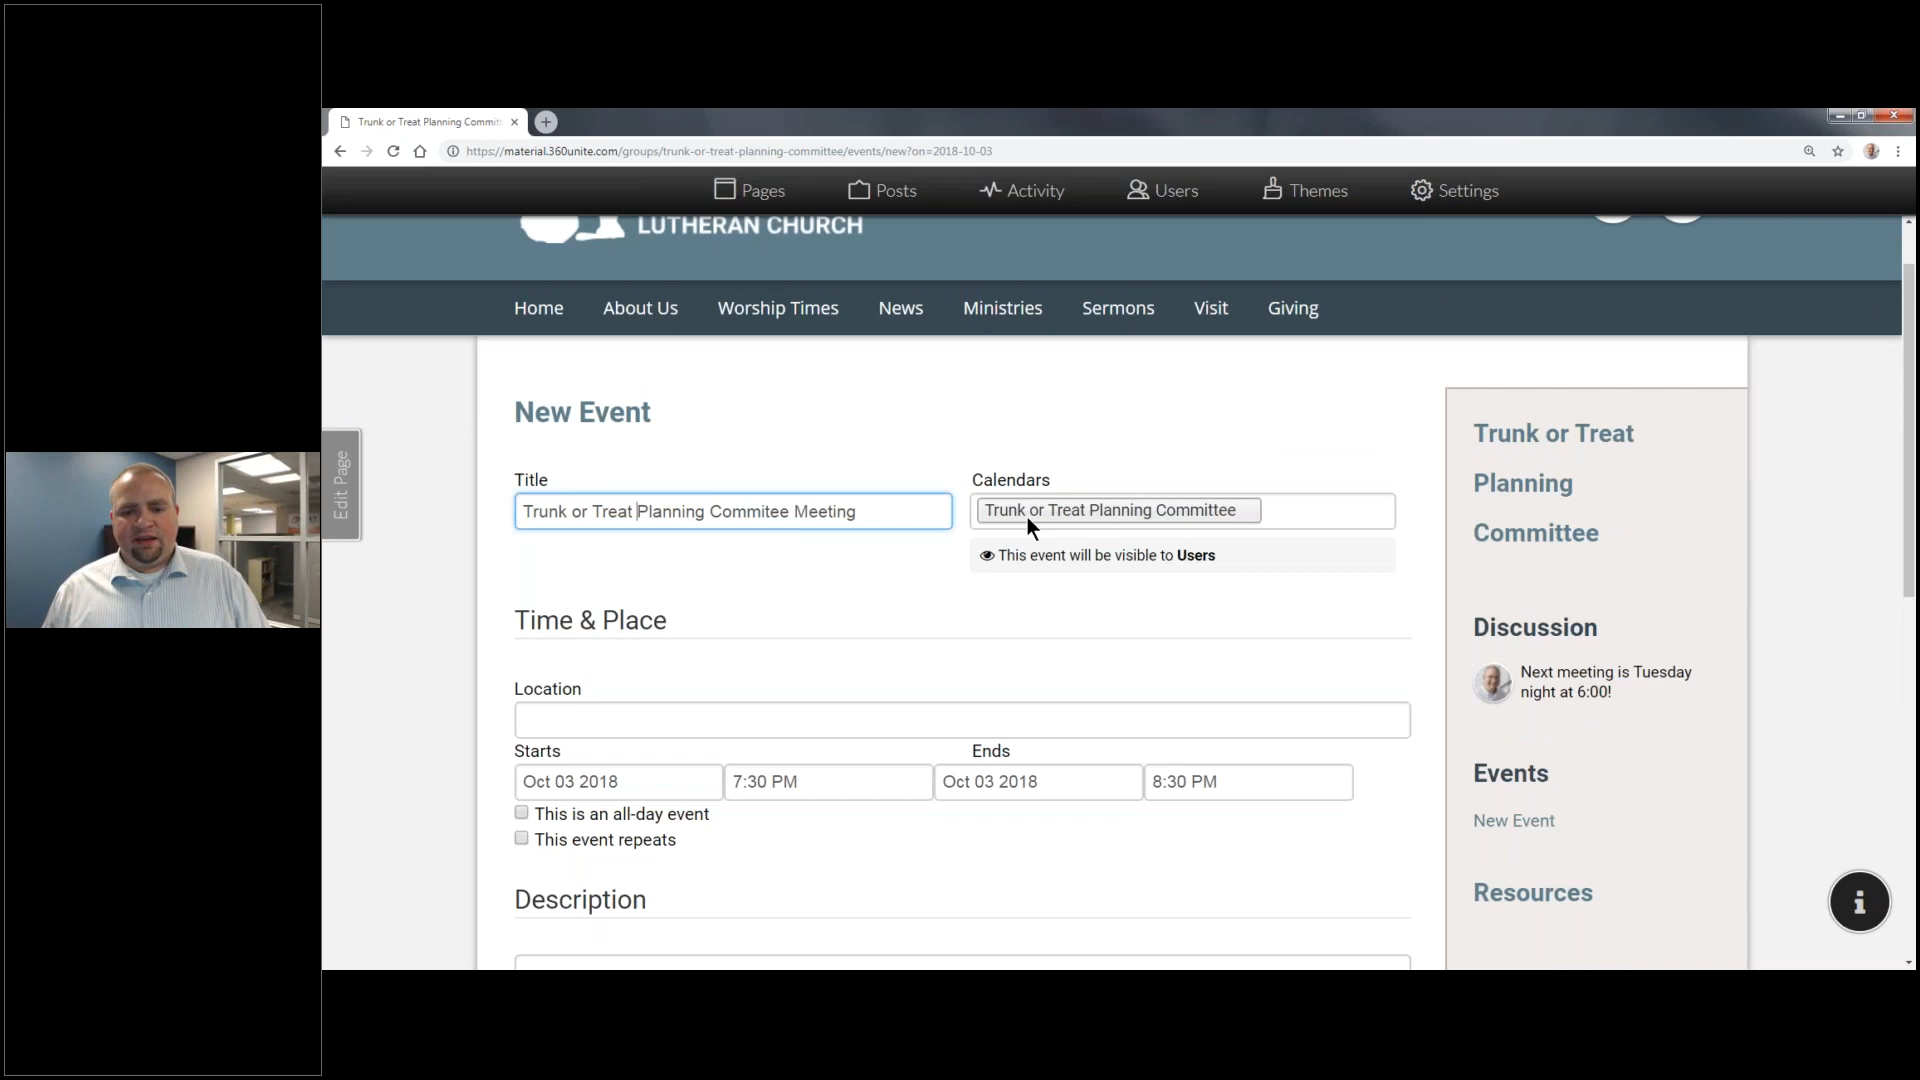 Trunk or Treat Planning Committ
https://material.360unite.com/groups/trunk-or-treat-planning-committee/events/new?on=2018-10-03
Pages Posts Activity Users Themes Settings
LUTHERAN CHURCH
Home About Us Worship Times News Ministries Sermons Visit Giving
Edit Page
New Event
Title
Trunk or Treat Planning Commitee Meeting
Calendars
Trunk or Treat Planning Committee
This event will be visible to Users
Time & Place
Location
Starts Ends
Oct 03 2018 7:30 PM Oct 03 2018 8:30 PM
This is an all-day event
This event repeats
Description
Trunk or Treat
Planning
Committee
Discussion
Next meeting is Tuesday
night at 6:00!
Events
New Event
Resources